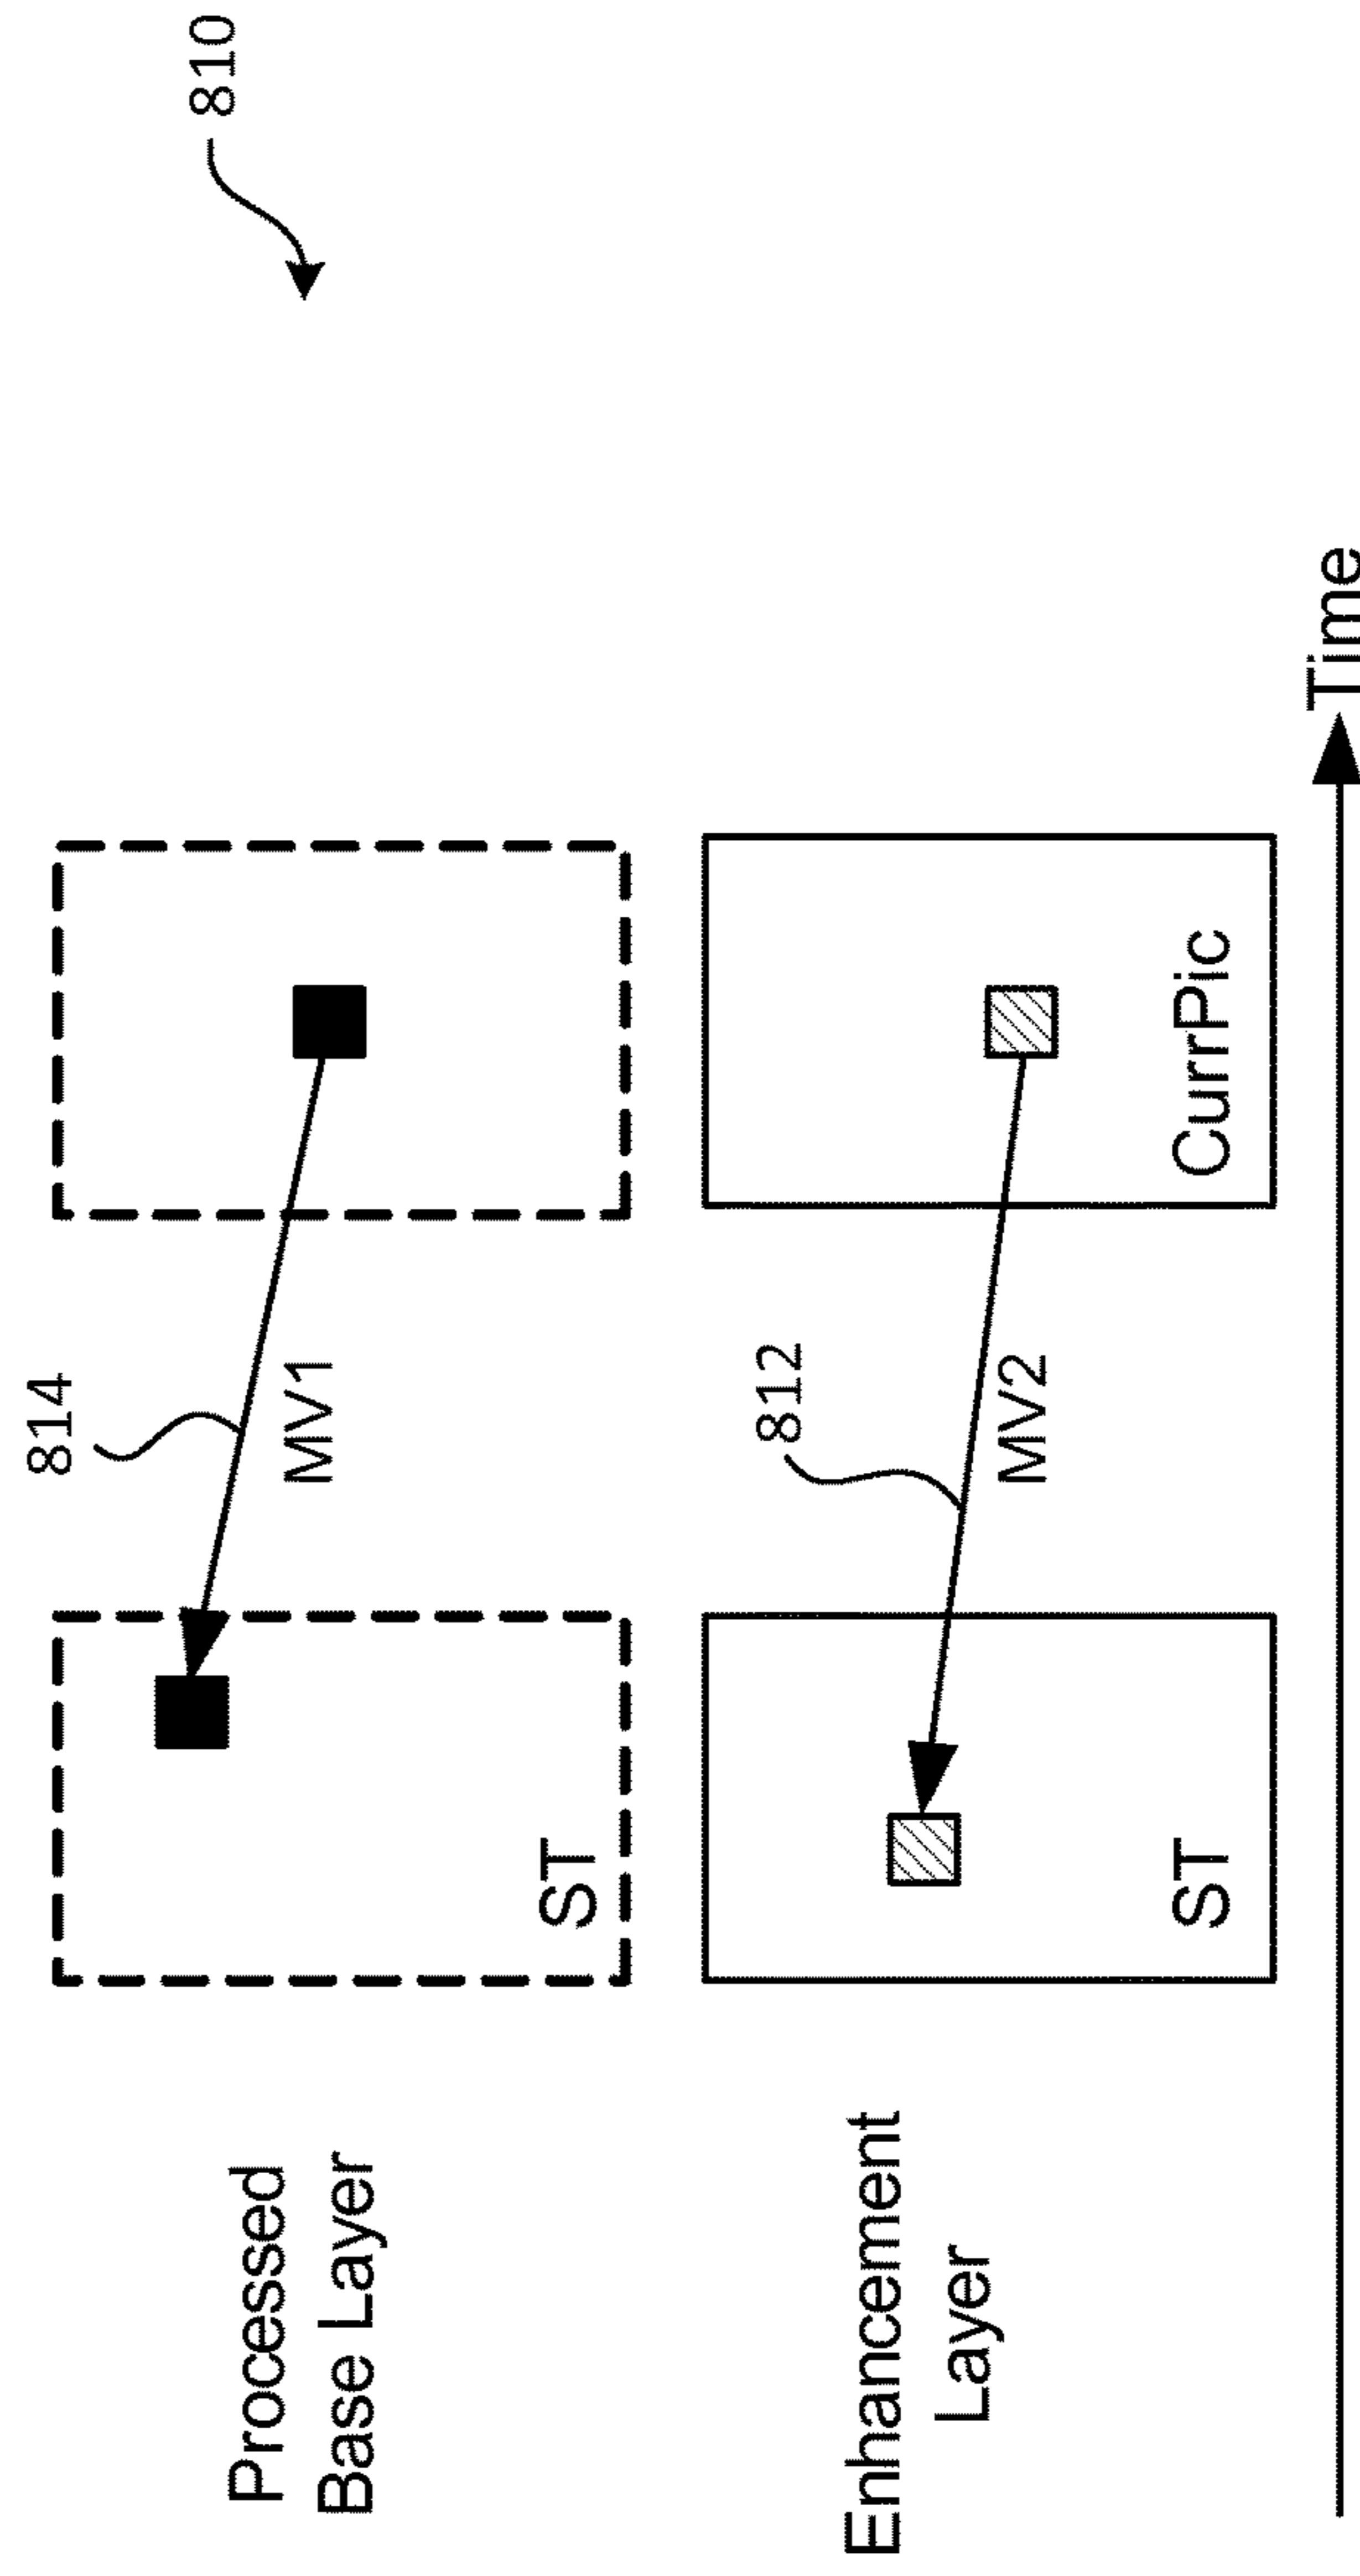 810
814
MV1
Processed
Base Layer
ST
812
MV2
Enhancement
Layer
ST
CurrPic
Time